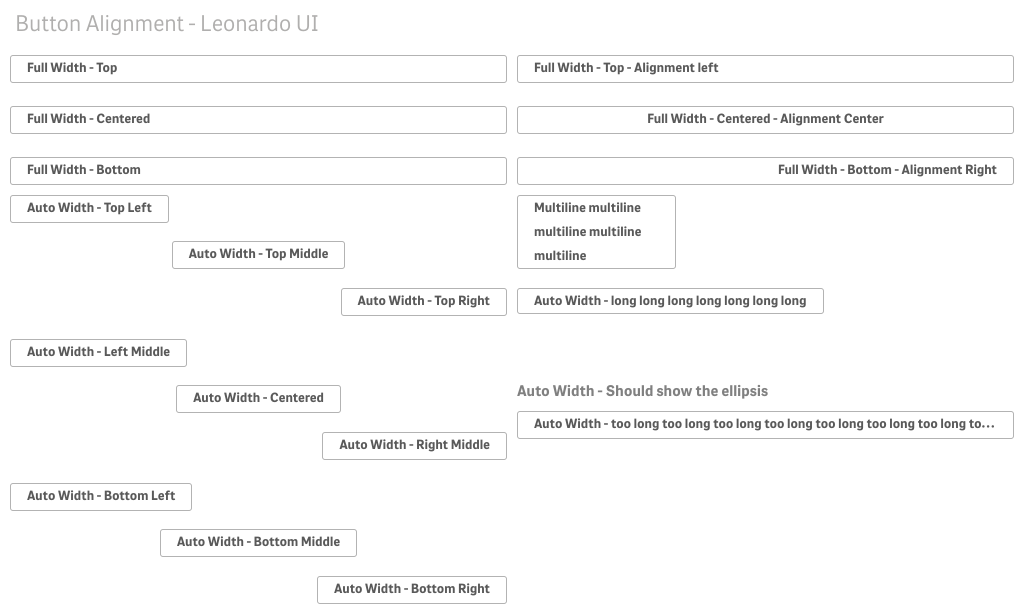 Button Alignment - Leonardo UI
Full Width - Top
Full Width - Top - Alignment left
Full Width - Centered
Full Width - Centered - Alignment Center
Full Width - Bottom
Full Width - Bottom - Alignment Right
Auto Width - Top Left
Auto Width - Top Middle
Auto Width - Top Right
Auto Width - Left Middle
Auto Width - Centered
Auto Width - Right Middle
Auto Width - Bottom Left
Auto Width - Bottom Middle
Auto Width - Bottom Right
Multiline multiline
multiline multiline
multiline
Auto Width - long long long long long long long
Auto Width - Should show the ellipsis
Auto Width - too long too long too long too long too long too long too long to...